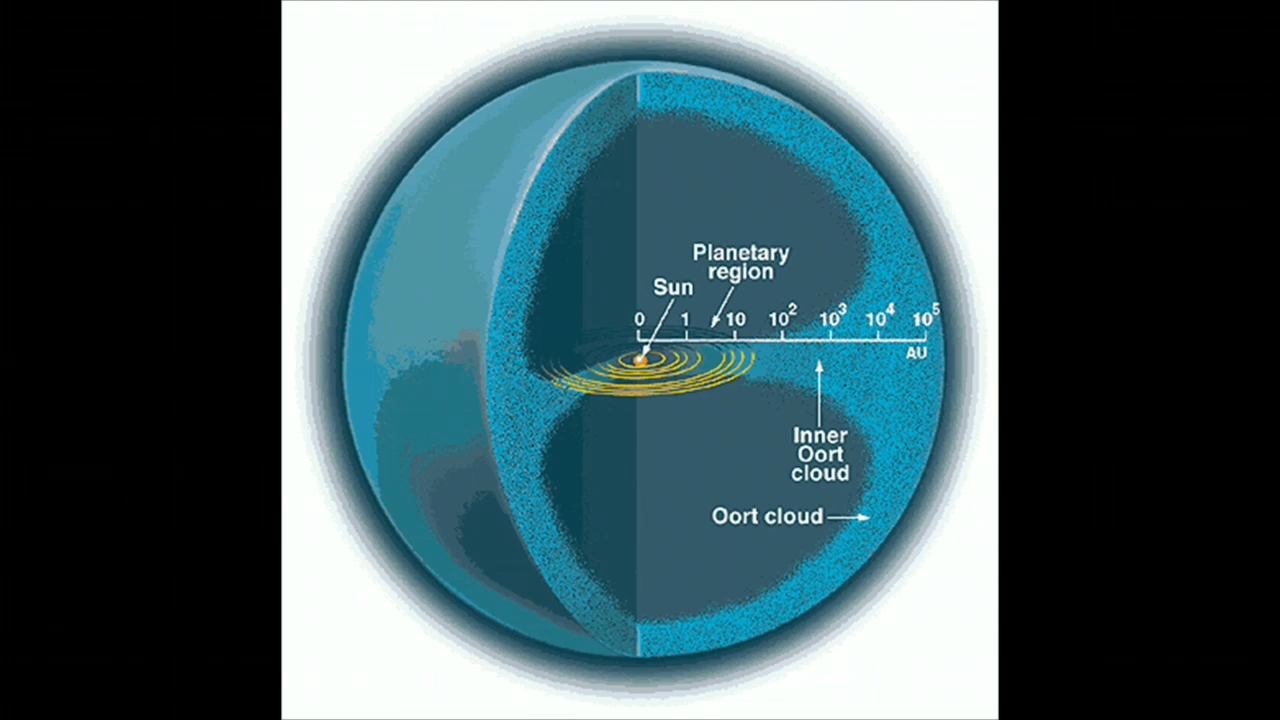 Planetary
region
Sun
0 1 10 10² 10³ 10⁴ 10⁵
AU
Inner
Oort
cloud
Oort cloud